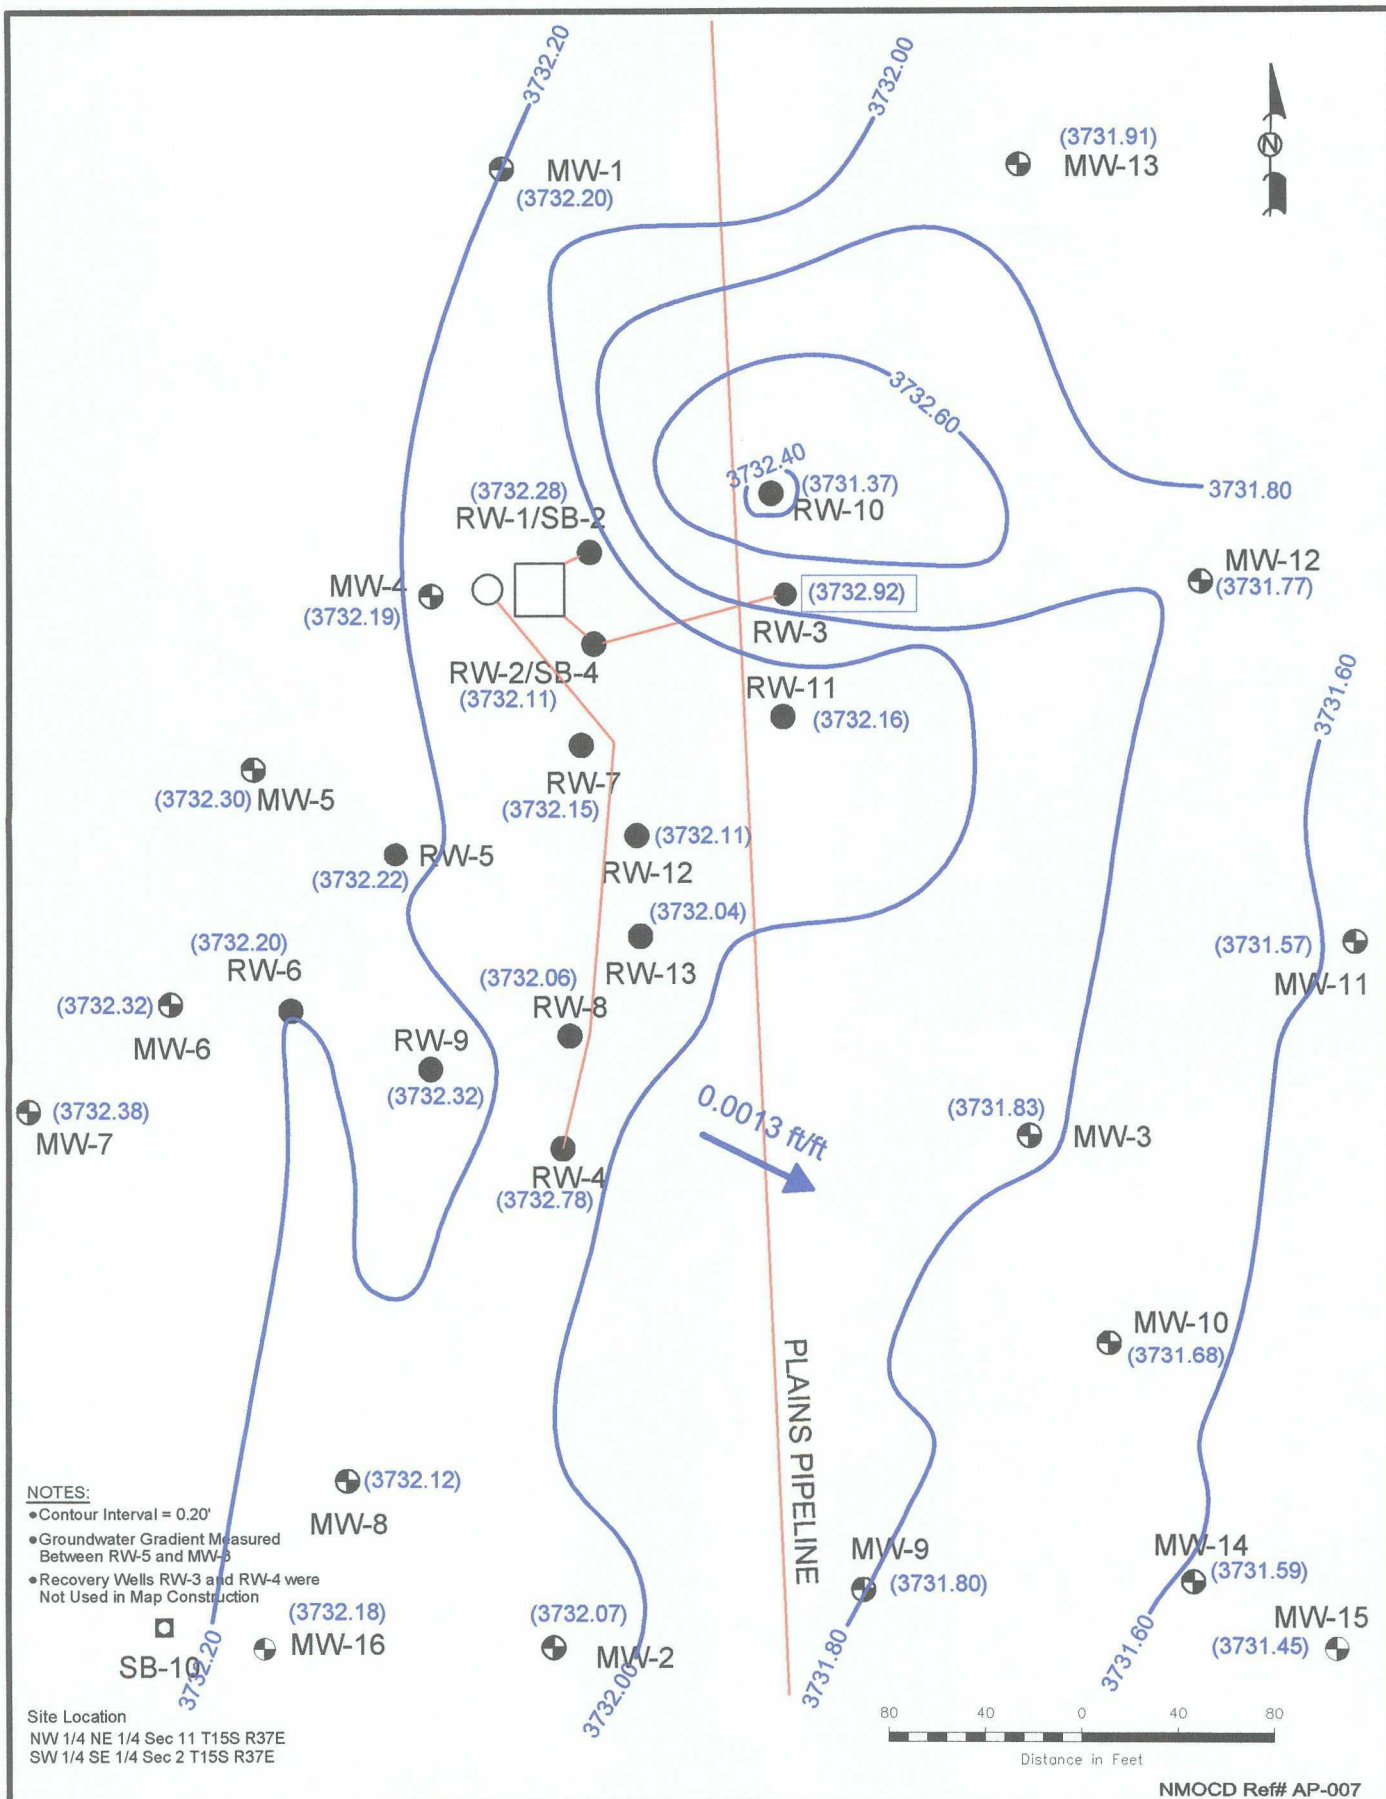 3732.20
3732.00
(3731.91)
MW-13
N
MW-1
(3732.20)
3732.60
3732.40
(3731.37)
RW-10
3731.80
(3732.28)
RW-1/SB-2
MW-4
(3732.19)
MW-12
(3731.77)
(3732.92)
RW-3
RW-2/SB-4
(3732.11)
RW-11
(3732.16)
3731.60
RW-7
(3732.15)
(3732.30) MW-5
(3732.11)
RW-12
RW-5
(3732.22)
(3732.04)
RW-13
(3732.20)
RW-6
(3731.57)
MW-11
(3732.32)
MW-6
(3732.06)
RW-8
RW-9
(3732.32)
(3732.38)
MW-7
0.0013 ft/ft
(3731.83)
MW-3
RW-4
(3732.78)
PLAINS PIPELINE
MW-10
(3731.68)
(3732.12)
MW-8
NOTES:
•Contour Interval = 0.20'
•Groundwater Gradient Measured
Between RW-5 and MW-3
•Recovery Wells RW-3 and RW-4 were
Not Used in Map Construction
MW-9
(3731.80)
MW-14
(3731.59)
(3732.18)
MW-16
(3732.07)
MW-2
MW-15
(3731.45)
SB-10
3732.20
3732.00
3731.80
3731.60
Site Location
NW 1/4 NE 1/4 Sec 11 T15S R37E
SW 1/4 SE 1/4 Sec 2 T15S R37E
80 40 0 40 80
Distance in Feet
NMOCD Ref# AP-007